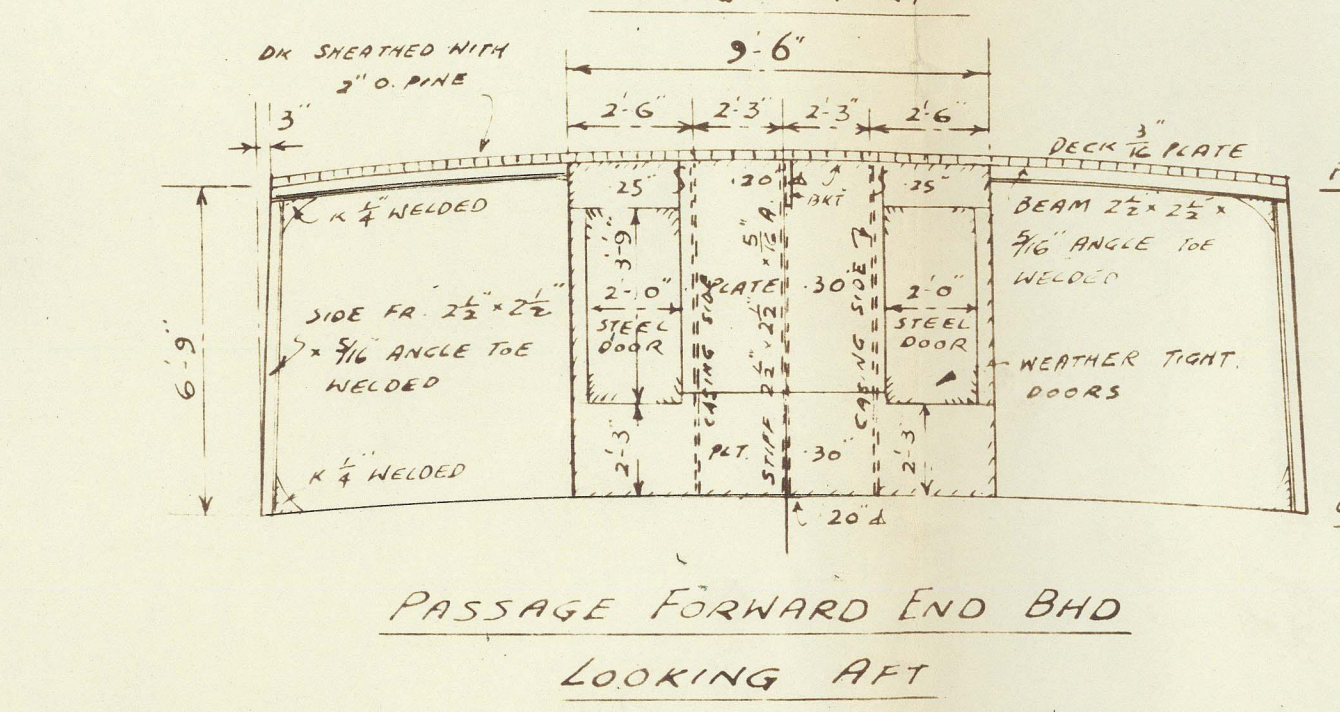 DK SHEATHED WITH
2" O. PINE
9'-6"
3"
2'-6" 2'-3" 2'-3" 2'-6"
DECK 3/16" PLATE
·25" ·20" ·25"
BKT
K 1/4" WELDED
BEAM 2 1/2" × 2 1/2" ×
5/16" ANGLE TOE
WELDED
6'-9"
SIDE FR. 2 1/2" × 2 1/2"
× 5/16" ANGLE TOE
WELDED
3'-9"
2'-0"
STEEL
DOOR
CASING SIDE
PLATE ·30"
STIFF 2 1/2" × 2 1/2" × 5/16" A.
CASING SIDE
2'-0"
STEEL
DOOR
WEATHER TIGHT.
DOORS
K 1/4" WELDED
2'-3"
PLT. ·30"
2'-3"
·20"
PASSAGE FORWARD END BHD
LOOKING AFT